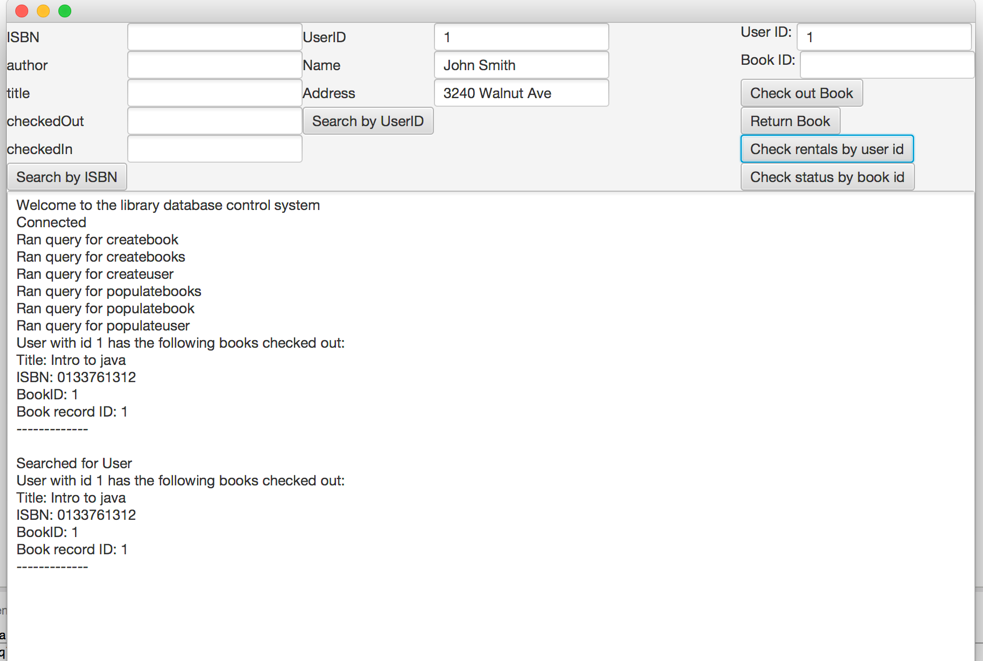 ISBN UserID 1 User ID: 1
author Name John Smith Book ID:
title Address 3240 Walnut Ave Check out Book
checkedOut Search by UserID Return Book
checkedIn Check rentals by user id
Search by ISBN Check status by book id
Welcome to the library database control system
Connected
Ran query for createbook
Ran query for createbooks
Ran query for createuser
Ran query for populatebooks
Ran query for populatebook
Ran query for populateuser
User with id 1 has the following books checked out:
Title: Intro to java
ISBN: 0133761312
BookID: 1
Book record ID: 1
-------------
Searched for User
User with id 1 has the following books checked out:
Title: Intro to java
ISBN: 0133761312
BookID: 1
Book record ID: 1
-------------